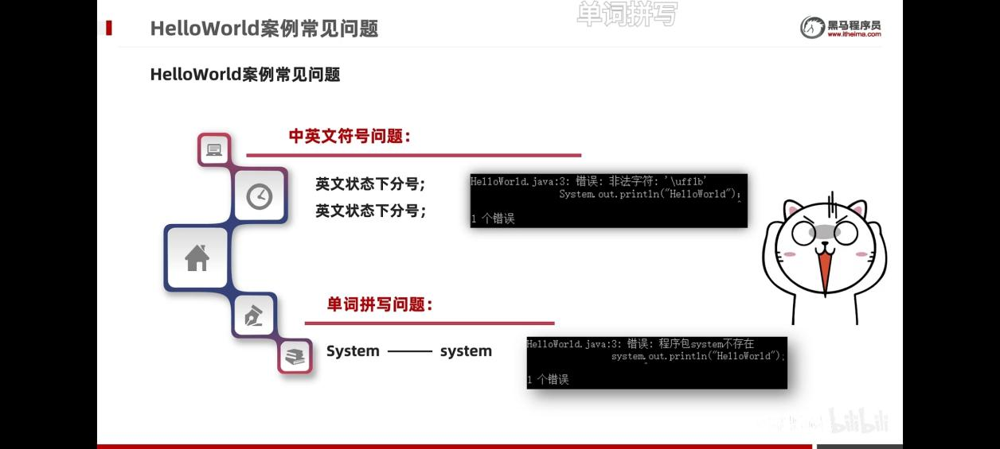 单词拼写
HelloWorld案例常见问题
黑马程序员
www.itheima.com
HelloWorld案例常见问题
中英文符号问题：
英文状态下分号;
英文状态下分号;
HelloWorld.java:3: 错误: 非法字符: '\uff1b'
System.out.println("HelloWorld")；
^
1 个错误
单词拼写问题：
System —— system
HelloWorld.java:3: 错误: 程序包system不存在
system.out.println("HelloWorld");
^
1 个错误
bilibili